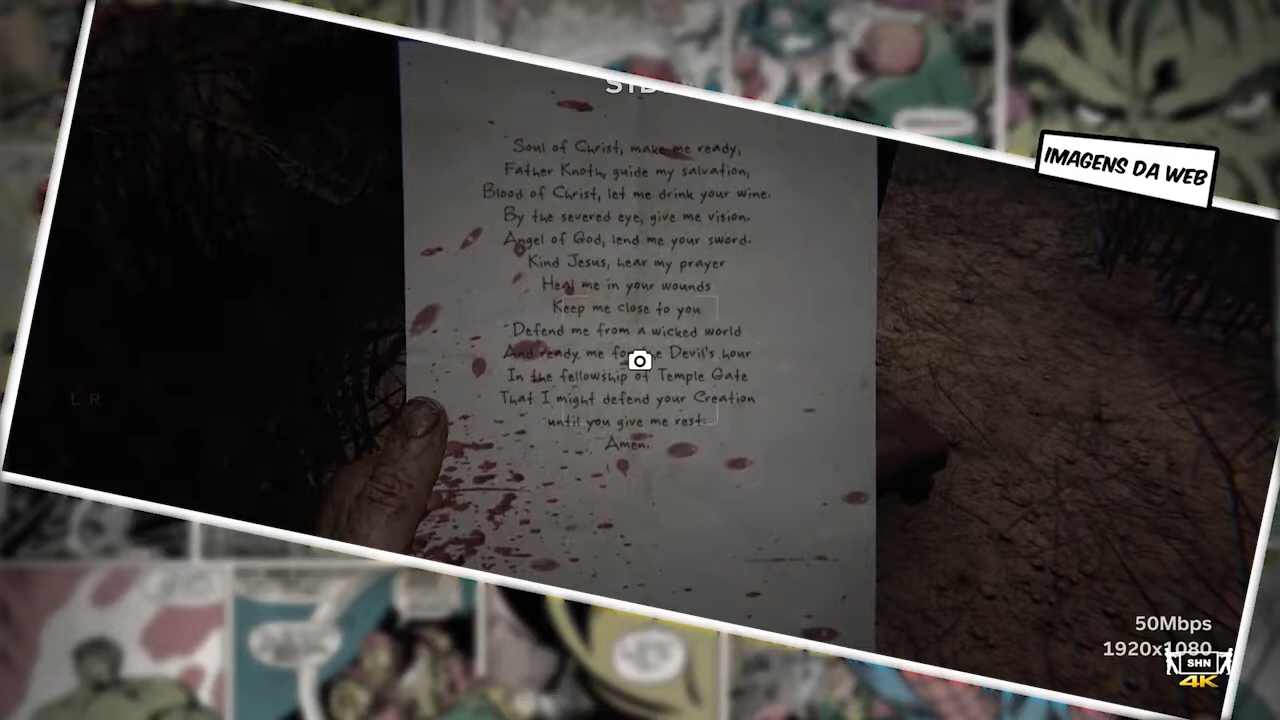 IMAGENS DA WEB
Soul of Christ, make me ready,
Father Knoth, guide my salvation,
Blood of Christ, let me drink your wine.
By the severed eye, give me vision.
Angel of God, lend me your sword.
Kind Jesus, hear my prayer
Heal me in your wounds
Keep me close to you
Defend me from a wicked world
And ready me for the Devil's hour
In the fellowship of Temple Gate
That I might defend your Creation
until you give me rest.
Amen.
L R
50Mbps
1920x1080
SHN
4K